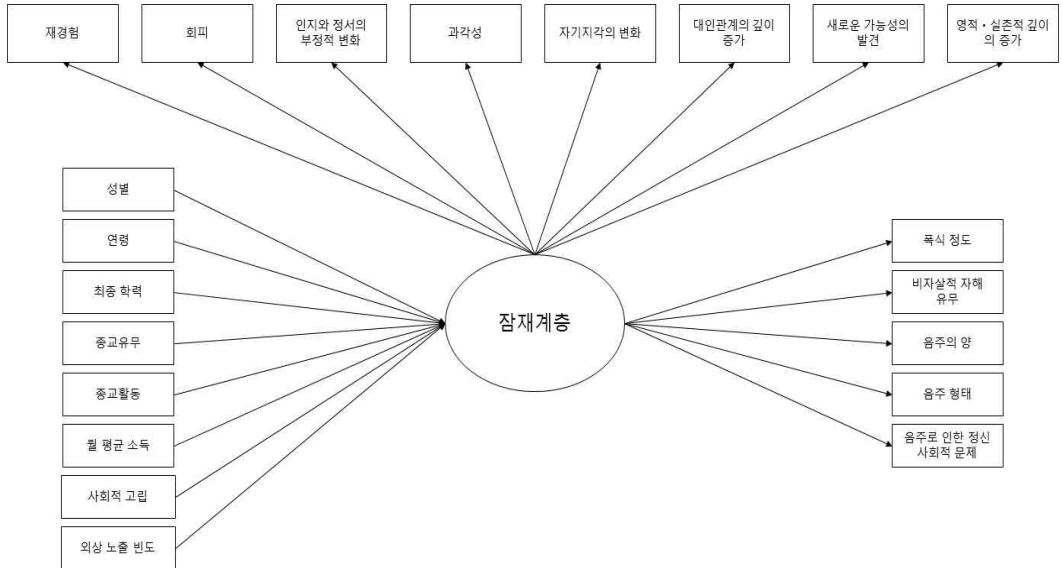 재경험
회피
인지와 정서의
부정적 변화
과각성
자기지각의 변화
대인관계의 깊이
증가
새로운 가능성의
발견
영적·실존적 깊이
의 증가
성별
연령
최종 학력
종교유무
종교활동
월 평균 소득
사회적 고립
외상 노출 빈도
잠재계층
폭식 정도
비자살적 자해
유무
음주의 양
음주 형태
음주로 인한 정신
사회적 문제